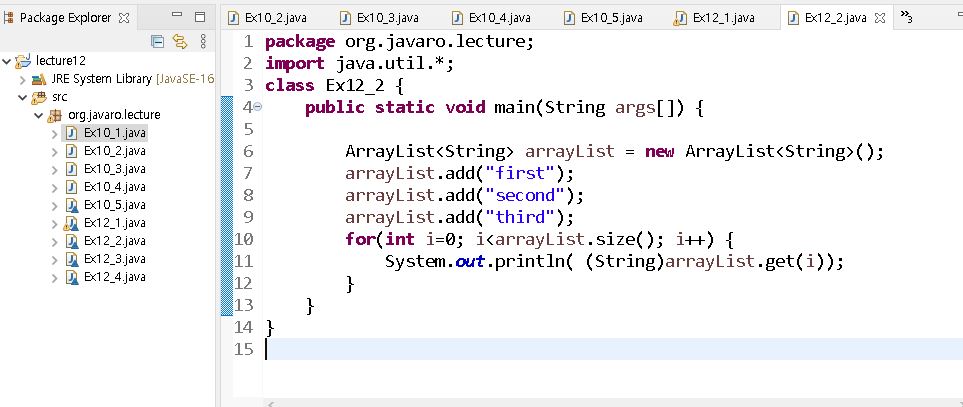 Package Explorer
Ex10_2.java
Ex10_3.java
Ex10_4.java
Ex10_5.java
Ex12_1.java
Ex12_2.java
»3
lecture12
JRE System Library [JavaSE-16
src
org.javaro.lecture
Ex10_1.java
Ex10_2.java
Ex10_3.java
Ex10_4.java
Ex10_5.java
Ex12_1.java
Ex12_2.java
Ex12_3.java
Ex12_4.java
1 package org.javaro.lecture;
2 import java.util.*;
3 class Ex12_2 {
4 public static void main(String args[]) {
5
6 ArrayList<String> arrayList = new ArrayList<String>();
7 arrayList.add("first");
8 arrayList.add("second");
9 arrayList.add("third");
10 for(int i=0; i<arrayList.size(); i++) {
11 System.out.println( (String)arrayList.get(i));
12 }
13 }
14 }
15